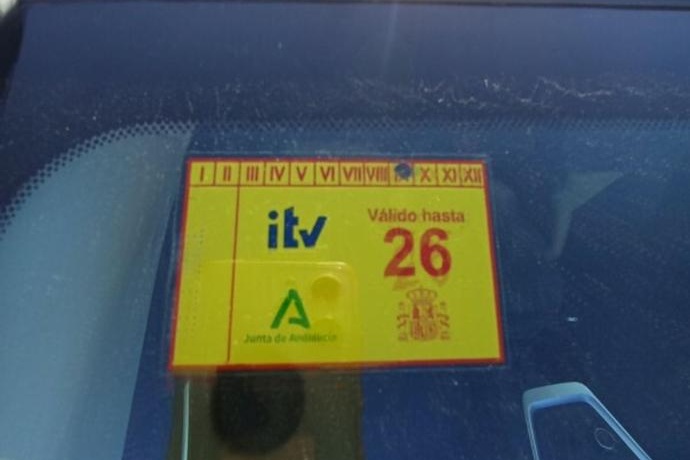 I II III IV V VI VII VIII IX X XI XII
itv
Válido hasta
26
Junta de Andalucía